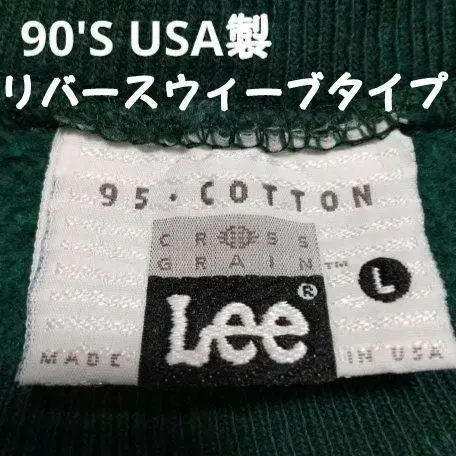 90'S USA製
リバースウィーブタイプ
95・COTTON
CROSS
GRAIN™
Lee®
L
MADE IN USA